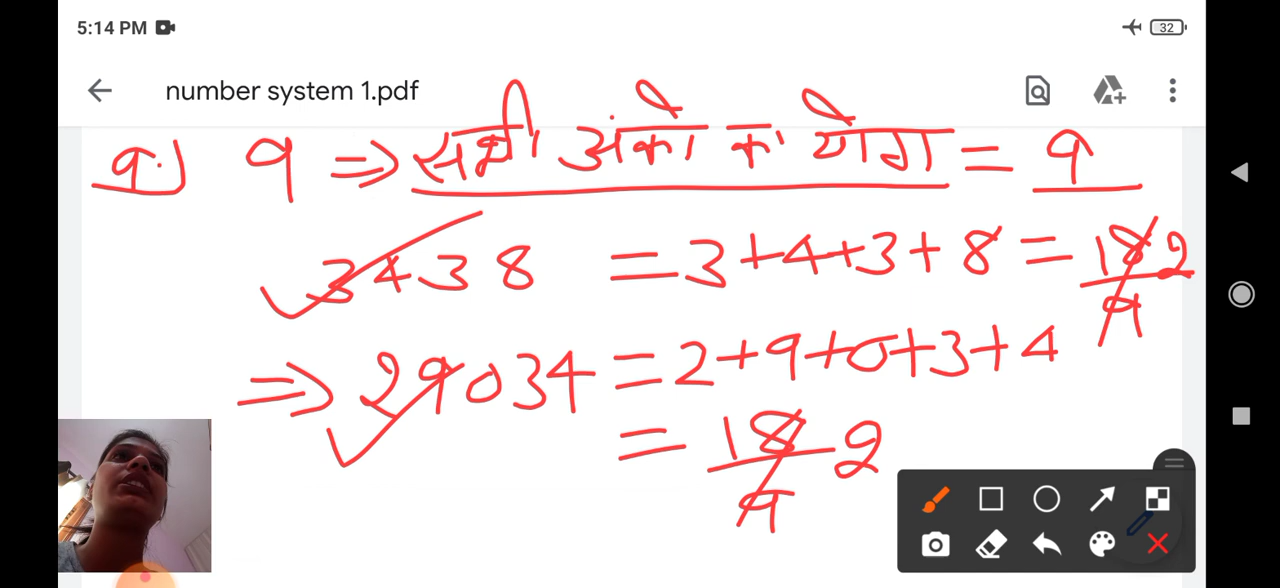 5:14 PM
32
number system 1.pdf
9.) 9 ⇒ सभी अंको के योग = 9
3438 = 3+4+3+8 = 18/9 2
⇒ 29034 = 2+9+0+3+4
= 18/9 2